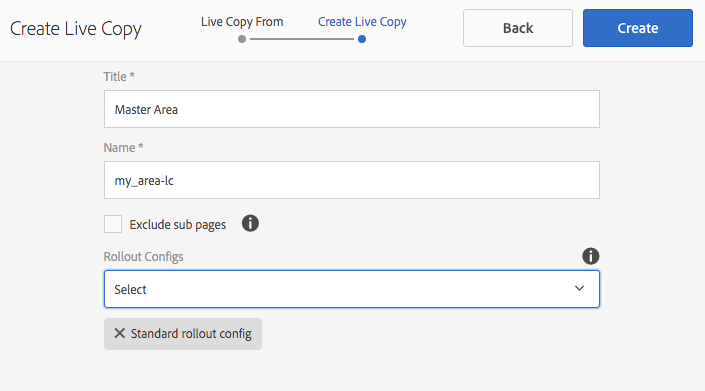 Create Live Copy
Live Copy From
Create Live Copy
Back
Create
Title *
Master Area
Name *
my_area-lc
Exclude sub pages
Rollout Configs
Select
Standard rollout config